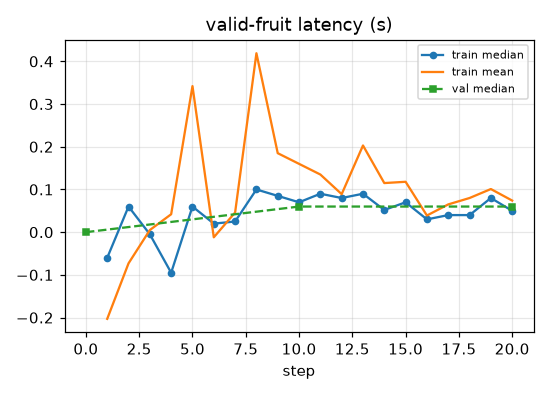 valid-fruit latency (s)
train median
train mean
val median
0.4
0.3
0.2
0.1
0.0
−0.1
−0.2
0.0 2.5 5.0 7.5 10.0 12.5 15.0 17.5 20.0
step